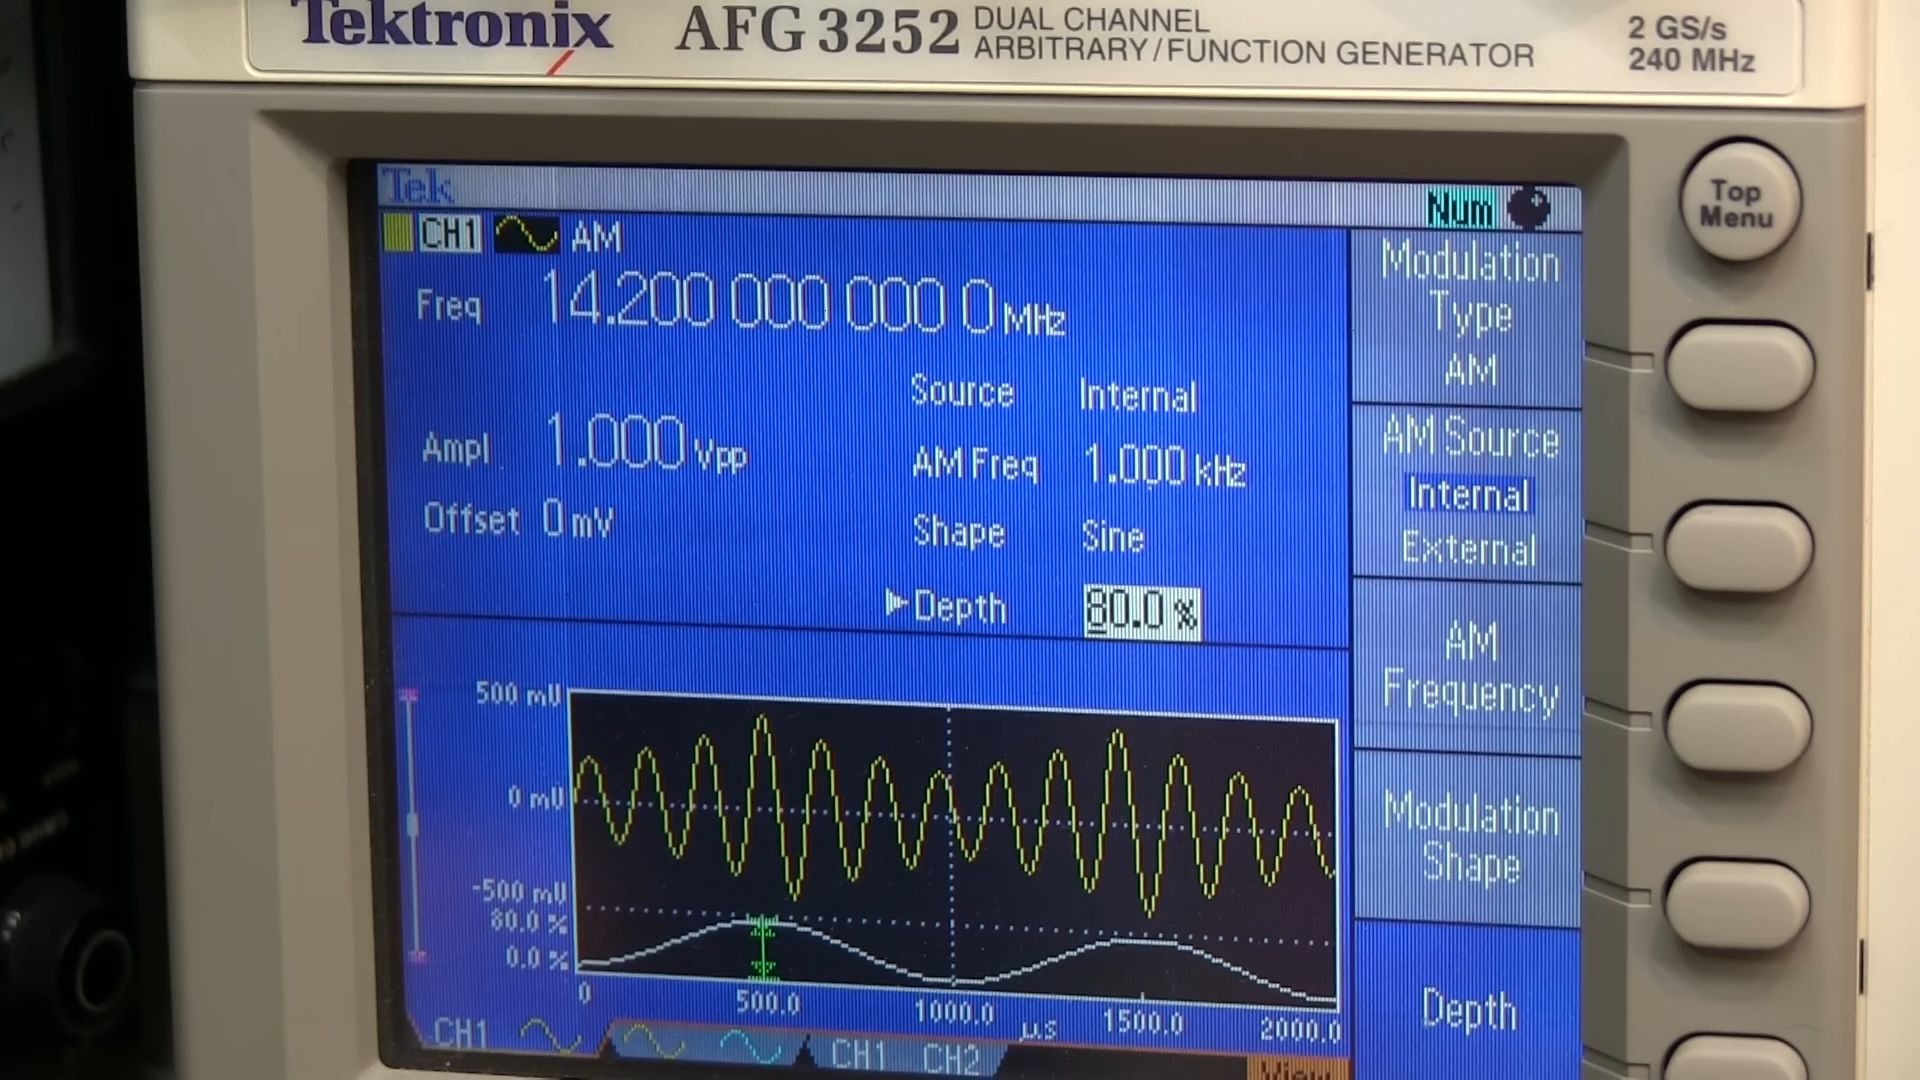 Tektronix AFG 3252 DUAL CHANNEL
ARBITRARY/FUNCTION GENERATOR
2 GS/s
240 MHz
Top
Menu
Tek
Num
CH1 AM
Freq 14.200 000 000 0 MHz
Ampl 1.000 Vpp
Offset 0 mV
Source Internal
AM Freq 1.000 kHz
Shape Sine
Depth 80.0 %
Modulation
Type
AM
AM Source
Internal
External
AM
Frequency
Modulation
Shape
Depth
500 mV
0 mV
-500 mV
80.0 %
0.0 %
0 500.0 1000.0 µs 1500.0 2000.0
CH1 CH1 CH2
View